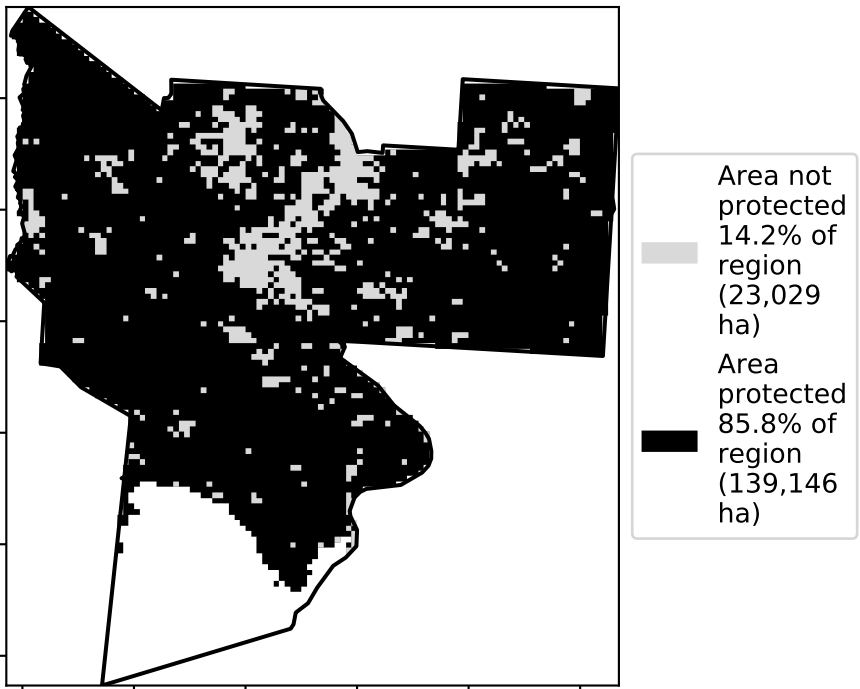 Area not
protected
14.2% of
region
(23,029
ha)
Area
protected
85.8% of
region
(139,146
ha)